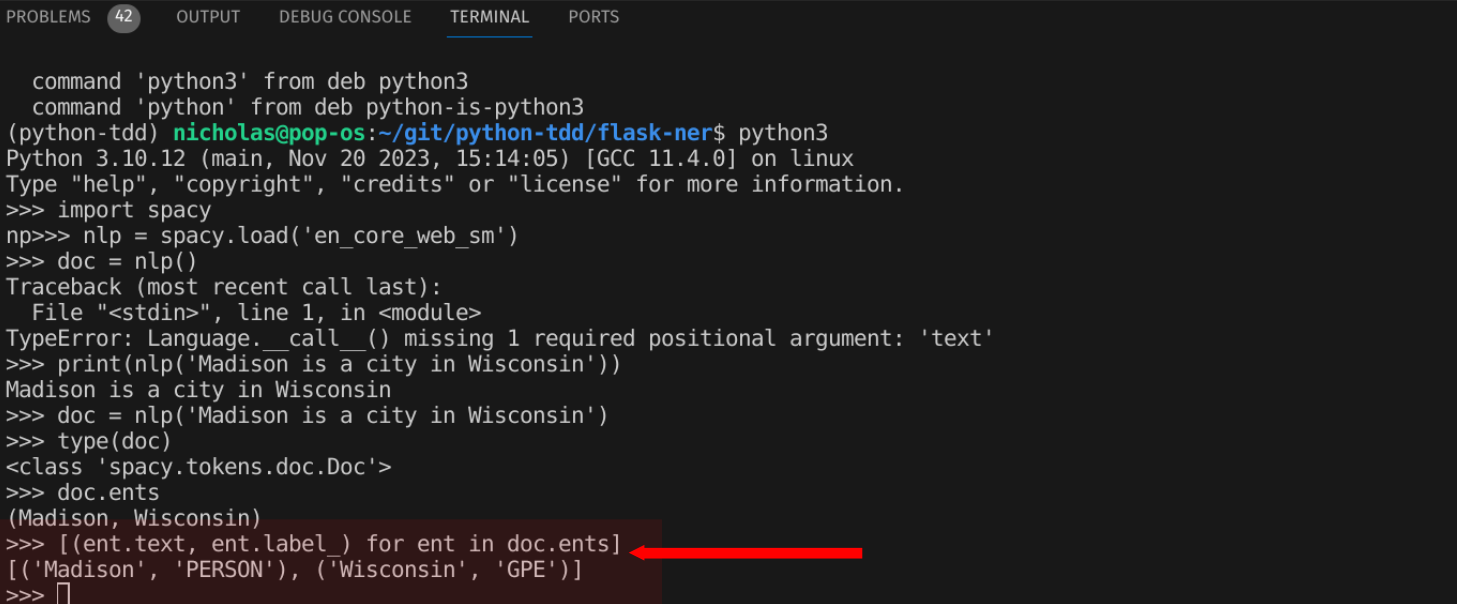 PROBLEMS 42 OUTPUT DEBUG CONSOLE TERMINAL PORTS
command 'python3' from deb python3
command 'python' from deb python-is-python3
(python-tdd) nicholas@pop-os:~/git/python-tdd/flask-ner$ python3
Python 3.10.12 (main, Nov 20 2023, 15:14:05) [GCC 11.4.0] on linux
Type "help", "copyright", "credits" or "license" for more information.
>>> import spacy
np>>> nlp = spacy.load('en_core_web_sm')
>>> doc = nlp()
Traceback (most recent call last):
  File "<stdin>", line 1, in <module>
TypeError: Language.__call__() missing 1 required positional argument: 'text'
>>> print(nlp('Madison is a city in Wisconsin'))
Madison is a city in Wisconsin
>>> doc = nlp('Madison is a city in Wisconsin')
>>> type(doc)
<class 'spacy.tokens.doc.Doc'>
>>> doc.ents
(Madison, Wisconsin)
>>> [(ent.text, ent.label_) for ent in doc.ents]
[('Madison', 'PERSON'), ('Wisconsin', 'GPE')]
>>>